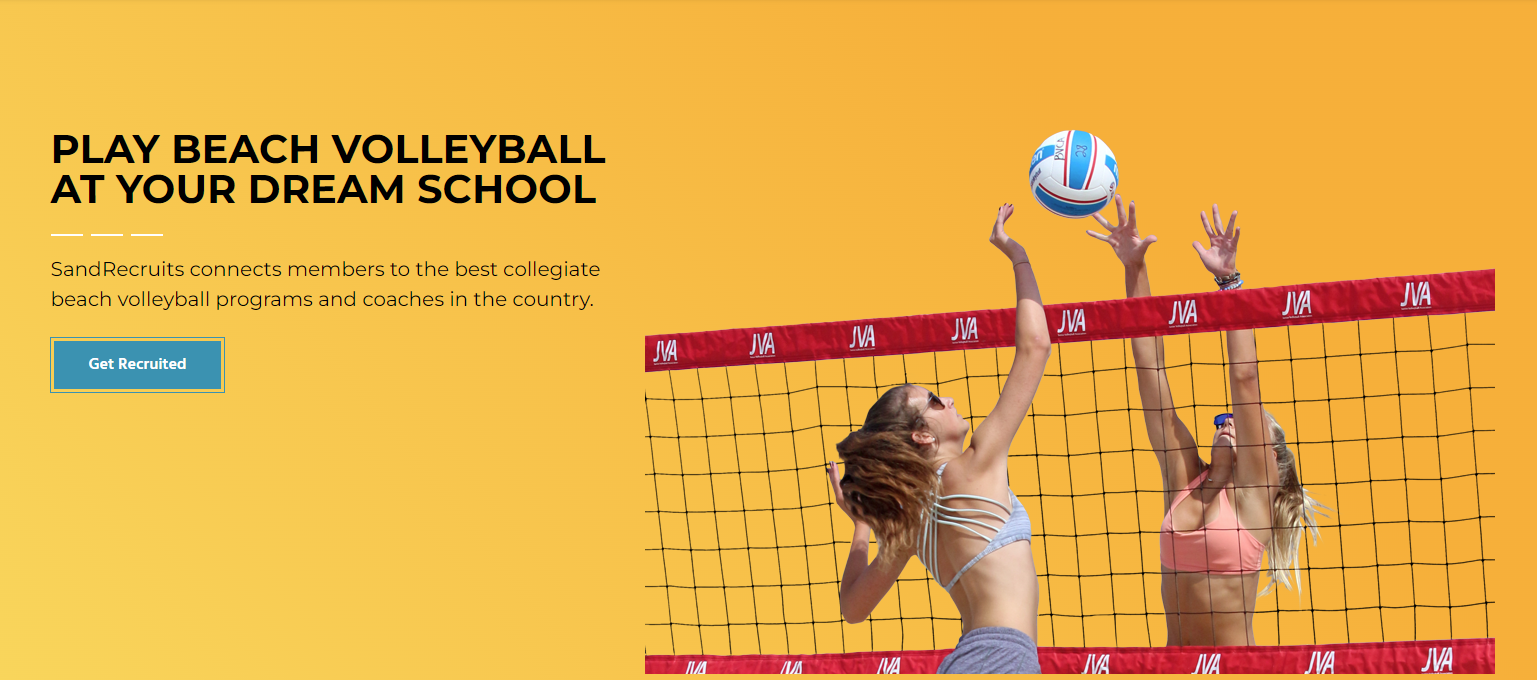 PLAY BEACH VOLLEYBALL
AT YOUR DREAM SCHOOL
SandRecruits connects members to the best collegiate
beach volleyball programs and coaches in the country.
Get Recruited
JVA JVA JVA JVA JVA JVA JVA JVA
JVA JVA JVA JVA JVA JVA JVA